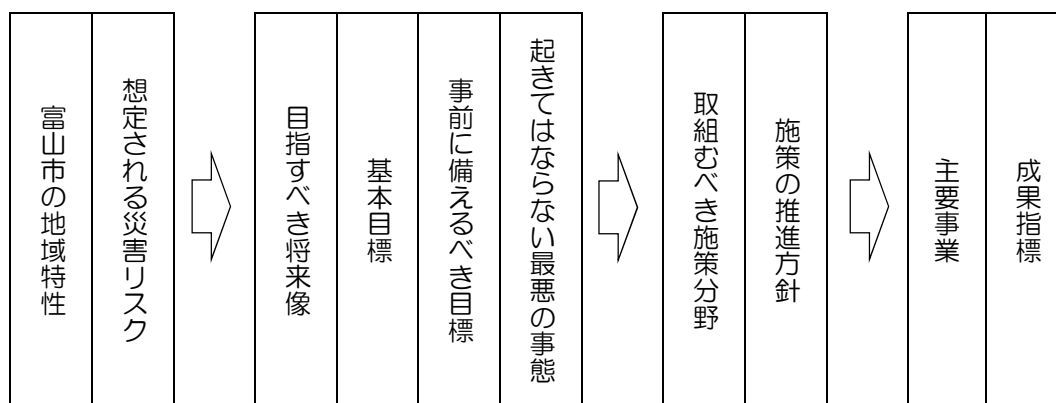 富山市の地域特性
想定される災害リスク
目指すべき将来像
基本目標
事前に備えるべき目標
起きてはならない最悪の事態
取組むべき施策分野
施策の推進方針
主要事業
成果指標